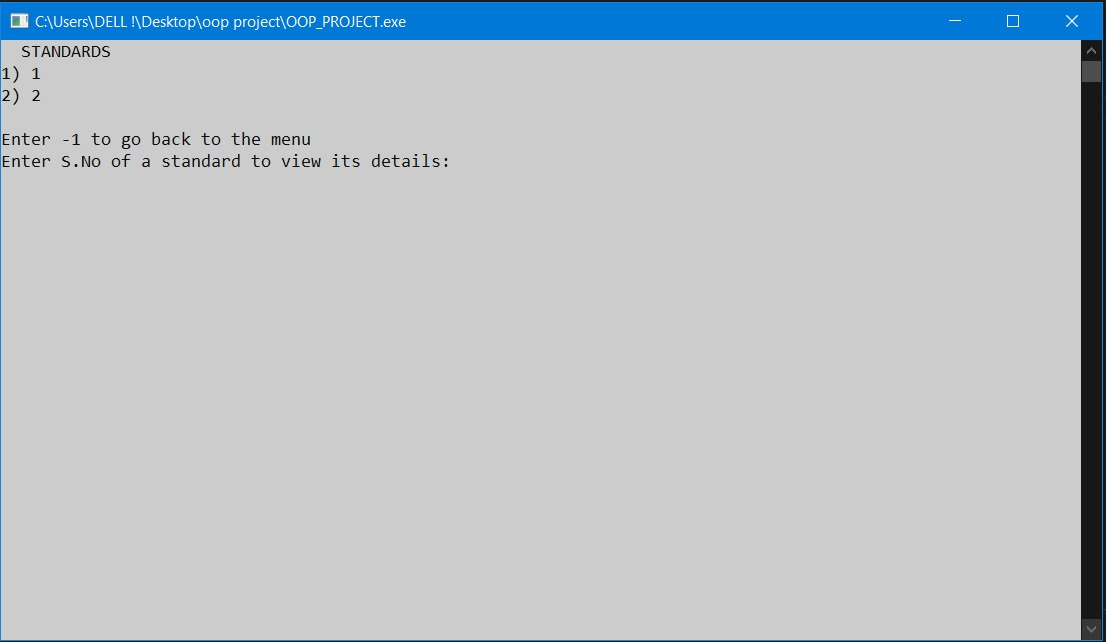 C:\Users\DELL !\Desktop\oop project\OOP_PROJECT.exe
STANDARDS
1) 1
2) 2
Enter -1 to go back to the menu
Enter S.No of a standard to view its details: